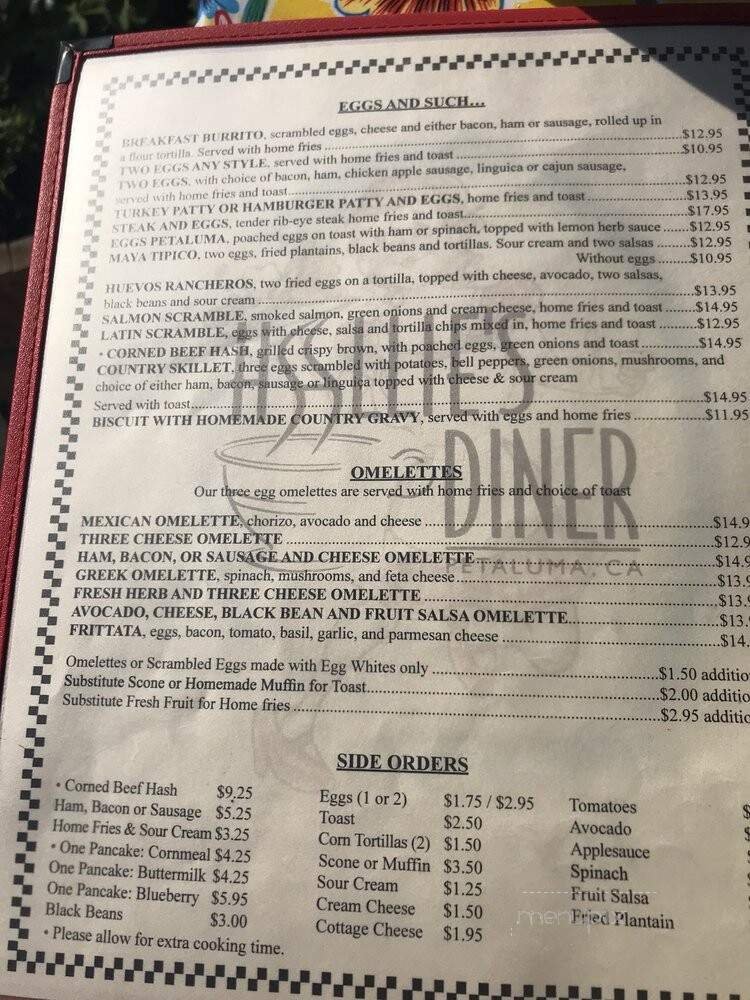 EGGS AND SUCH...
BREAKFAST BURRITO, scrambled eggs, cheese and either bacon, ham or sausage, rolled up in
a flour tortilla. Served with home fries ...$12.95
TWO EGGS ANY STYLE, served with home fries and toast ...$10.95
TWO EGGS, with choice of bacon, ham, chicken apple sausage, linguica or cajun sausage,
served with home fries and toast...$12.95
TURKEY PATTY OR HAMBURGER PATTY AND EGGS, home fries and toast ...$13.95
STEAK AND EGGS, tender rib-eye steak home fries and toast...$17.95
EGGS PETALUMA, poached eggs on toast with ham or spinach, topped with lemon herb sauce ...$12.95
MAYA TIPICO, two eggs, fried plantains, black beans and tortillas. Sour cream and two salsas ...$12.95
Without eggs ...$10.95
HUEVOS RANCHEROS, two fried eggs on a tortilla, topped with cheese, avocado, two salsas,
black beans and sour cream ...$13.95
SALMON SCRAMBLE, smoked salmon, green onions and cream cheese, home fries and toast ...$14.95
LATIN SCRAMBLE, eggs with cheese, salsa and tortilla chips mixed in, home fries and toast ...$12.95
• CORNED BEEF HASH, grilled crispy brown, with poached eggs, green onions and toast ...$14.95
COUNTRY SKILLET, three eggs scrambled with potatoes, bell peppers, green onions, mushrooms, and
choice of either ham, bacon, sausage or linguiça topped with cheese & sour cream
Served with toast...$14.95
BISCUIT WITH HOMEMADE COUNTRY GRAVY, served with eggs and home fries ...$11.95
DINER
PETALUMA, CA
OMELETTES
Our three egg omelettes are served with home fries and choice of toast
MEXICAN OMELETTE, chorizo, avocado and cheese ...$14.9
THREE CHEESE OMELETTE ...$12.9
HAM, BACON, OR SAUSAGE AND CHEESE OMELETTE...$14.9
GREEK OMELETTE, spinach, mushrooms, and feta cheese...$13.9
FRESH HERB AND THREE CHEESE OMELETTE ...$13.
AVOCADO, CHEESE, BLACK BEAN AND FRUIT SALSA OMELETTE...$13.
FRITTATA, eggs, bacon, tomato, basil, garlic, and parmesan cheese ...$14.
Omelettes or Scrambled Eggs made with Egg Whites only ...$1.50 additio
Substitute Scone or Homemade Muffin for Toast...$2.00 additio
Substitute Fresh Fruit for Home fries ...$2.95 additio
SIDE ORDERS
• Corned Beef Hash $9.25
Ham, Bacon or Sausage $5.25
Home Fries & Sour Cream $3.25
• One Pancake: Cornmeal $4.25
One Pancake: Buttermilk $4.25
One Pancake: Blueberry $5.95
Black Beans $3.00
• Please allow for extra cooking time.
Eggs (1 or 2) $1.75 / $2.95
Toast $2.50
Corn Tortillas (2) $1.50
Scone or Muffin $3.50
Sour Cream $1.25
Cream Cheese $1.50
Cottage Cheese $1.95
Tomatoes $
Avocado $
Applesauce
Spinach
Fruit Salsa
Fried Plantain